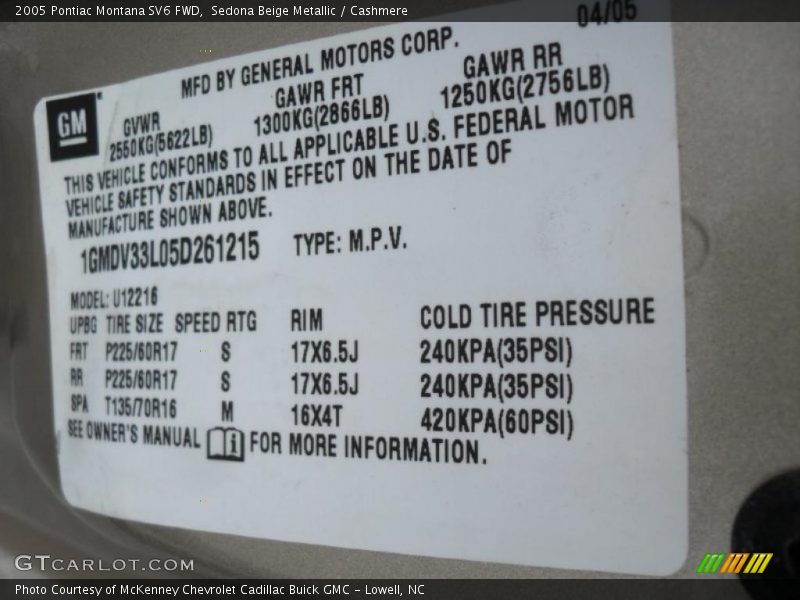 2005 Pontiac Montana SV6 FWD,  Sedona Beige Metallic / Cashmere
04/05
MFD BY GENERAL MOTORS CORP.
GM
GVWR GAWR FRT GAWR RR
2550KG(5622LB) 1300KG(2866LB) 1250KG(2756LB)
THIS VEHICLE CONFORMS TO ALL APPLICABLE U.S. FEDERAL MOTOR
VEHICLE SAFETY STANDARDS IN EFFECT ON THE DATE OF
MANUFACTURE SHOWN ABOVE.
1GMDV33L05D261215 TYPE: M.P.V.
MODEL: U12216
UPBG TIRE SIZE SPEED RTG RIM COLD TIRE PRESSURE
FRT P225/60R17 S 17X6.5J 240KPA(35PSI)
RR P225/60R17 S 17X6.5J 240KPA(35PSI)
SPA T135/70R16 M 16X4T 420KPA(60PSI)
SEE OWNER'S MANUAL FOR MORE INFORMATION.
GTCARLOT.COM
Photo Courtesy of McKenney Chevrolet Cadillac Buick GMC - Lowell, NC